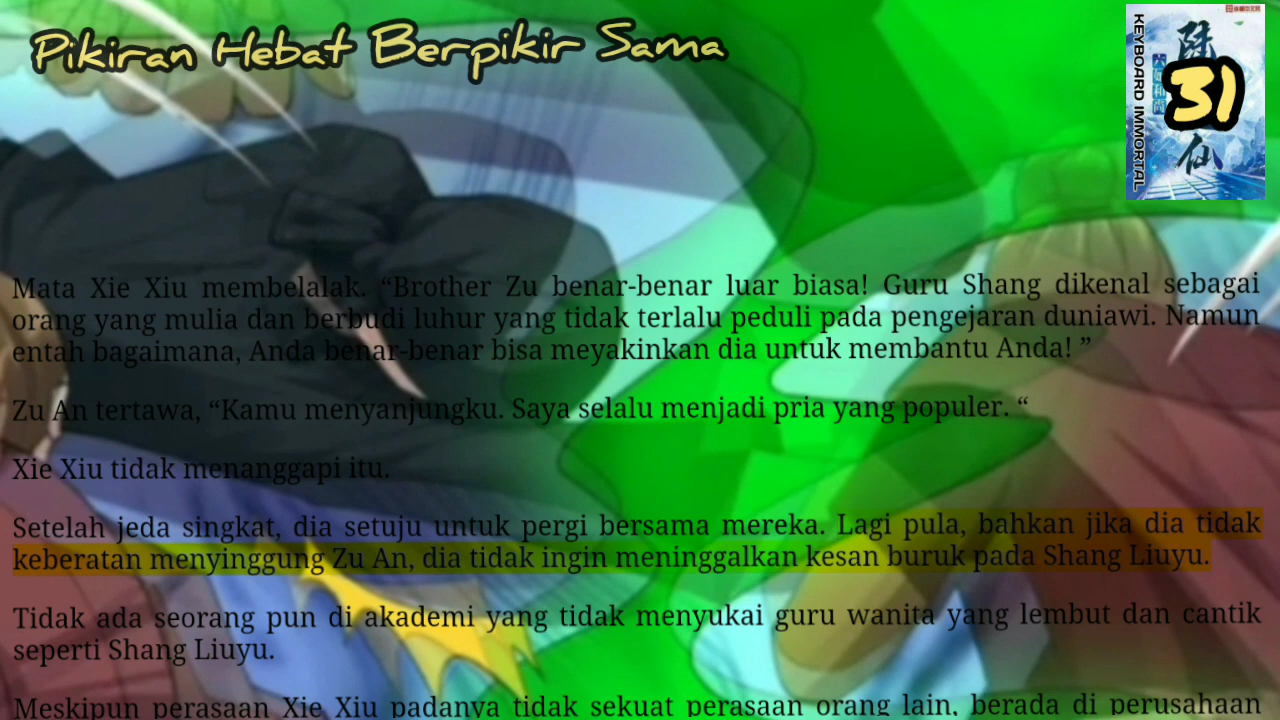 Pikiran Hebat Berpikir Sama
KEYBOARD IMMORTAL
31
陆
仙
Mata Xie Xiu membelalak. “Brother Zu benar-benar luar biasa! Guru Shang dikenal sebagai
orang yang mulia dan berbudi luhur yang tidak terlalu peduli pada pengejaran duniawi. Namun
entah bagaimana, Anda benar-benar bisa meyakinkan dia untuk membantu Anda! ”
Zu An tertawa, “Kamu menyanjungku. Saya selalu menjadi pria yang populer. “
Xie Xiu tidak menanggapi itu.
Setelah jeda singkat, dia setuju untuk pergi bersama mereka. Lagi pula, bahkan jika dia tidak
keberatan menyinggung Zu An, dia tidak ingin meninggalkan kesan buruk pada Shang Liuyu.
Tidak ada seorang pun di akademi yang tidak menyukai guru wanita yang lembut dan cantik
seperti Shang Liuyu.
Meskipun perasaan Xie Xiu padanya tidak sekuat perasaan orang lain, berada di perusahaan